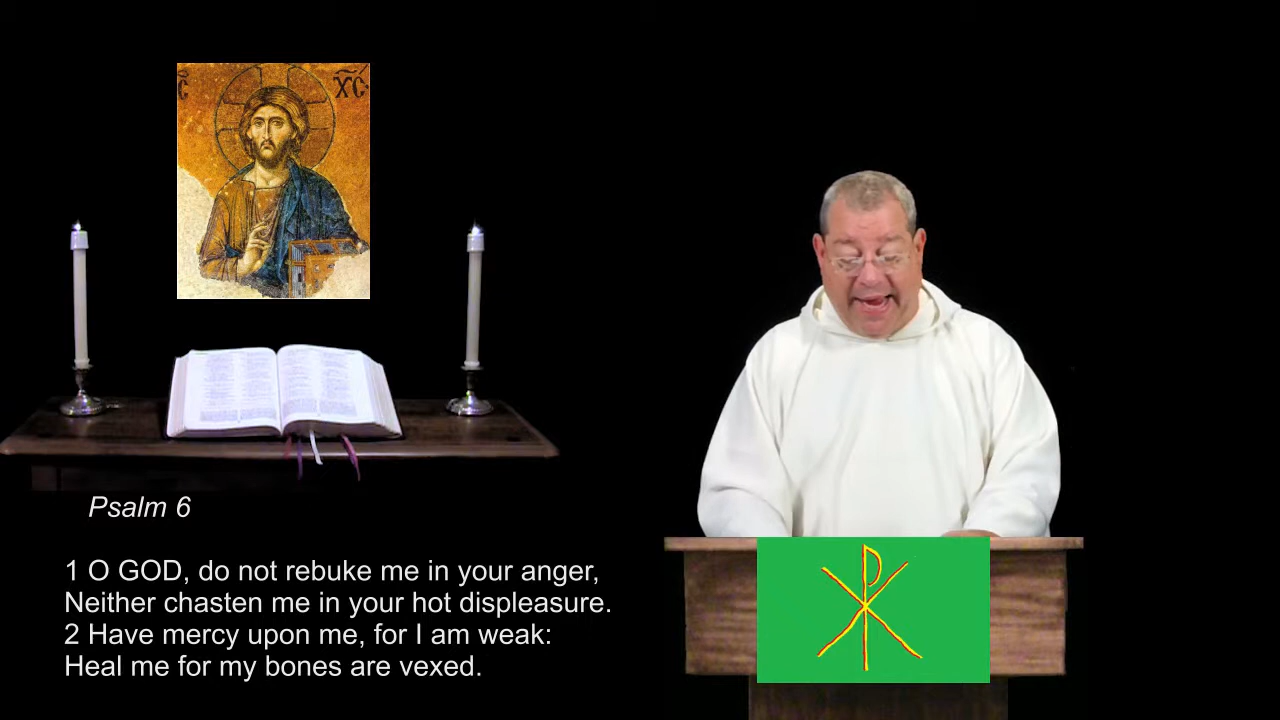 ΧC
Psalm 6
1 O GOD, do not rebuke me in your anger,
Neither chasten me in your hot displeasure.
2 Have mercy upon me, for I am weak:
Heal me for my bones are vexed.